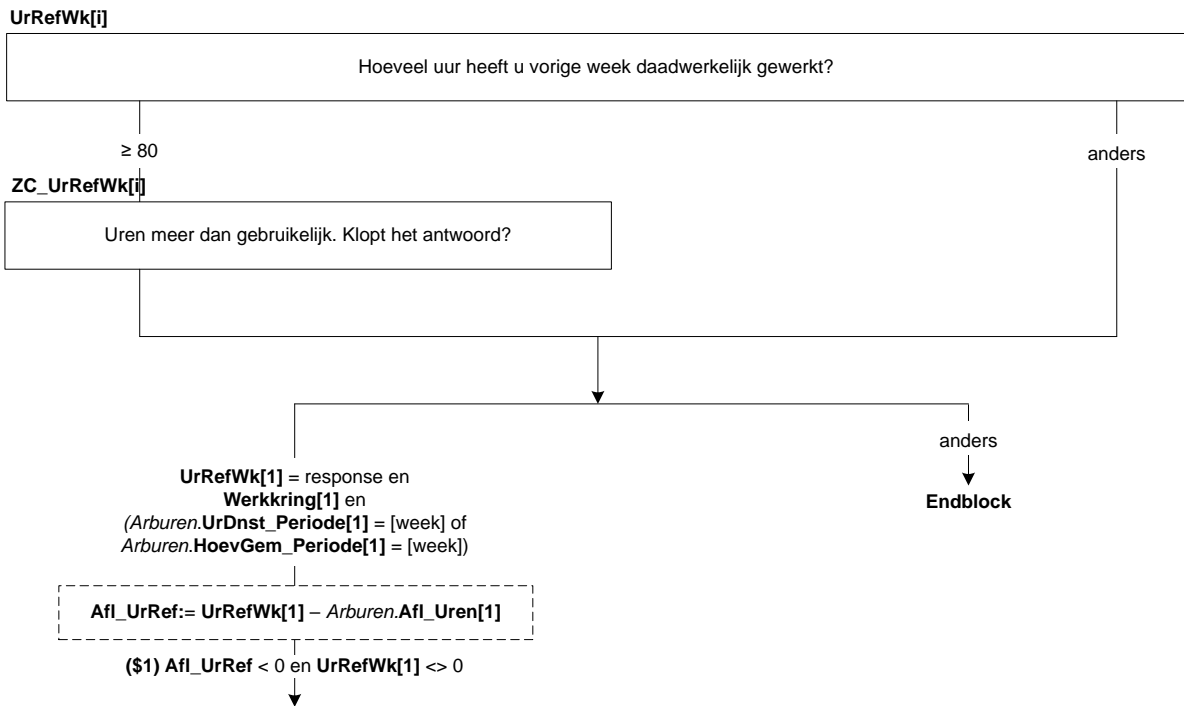 UrRefWk[i]
Hoeveel uur heeft u vorige week daadwerkelijk gewerkt?
≥ 80
anders
ZC_UrRefWk[i]
Uren meer dan gebruikelijk. Klopt het antwoord?
anders
Endblock
UrRefWk[1] = response en
Werkkring[1] en
(Arburen.UrDnst_Periode[1] = [week] of
Arburen.HoevGem_Periode[1] = [week])
Afl_UrRef:= UrRefWk[1] – Arburen.Afl_Uren[1]
($1) Afl_UrRef < 0 en UrRefWk[1] <> 0